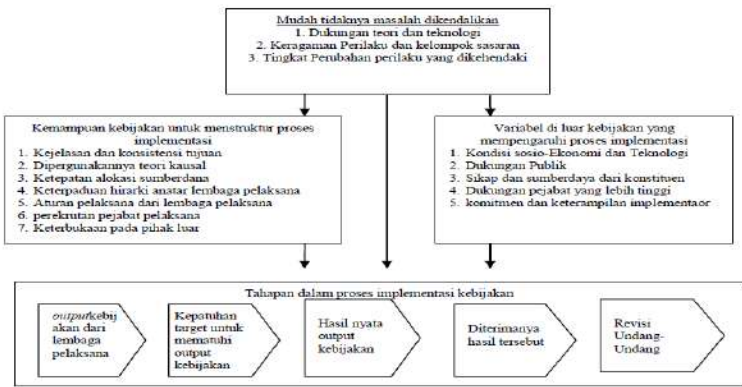 Mudah tidaknya masalah dikendalikan
1. Dukungan teori dan teknologi
2. Keragaman Perilaku dan kelompok sasaran
3. Tingkat Perubahan perilaku yang dikehendaki
Kemampuan kebijakan untuk menstruktur proses
implementasi
1. Kejelasan dan konsistensi tujuan
2. Dipergunakannya teori kausal
3. Ketepatan alokasi sumberdana
4. Keterpaduan hirarki anatar lembaga pelaksana
5. Aturan pelaksana dari lembaga pelaksana
6. perekrutan pejabat pelaksana
7. Keterbukaan pada pihak luar
Variabel di luar kebijakan yang
mempengaruhi proses implementasi
1. Kondisi sosio-Ekonomi dan Teknologi
2. Dukungan Publik
3. Sikap dan sumberdaya dari konstituen
4. Dukungan pejabat yang lebih tinggi
5. komitmen dan keterampilan implementaor
Tahapan dalam proses implementasi kebijakan
outputkebij
akan dari
lembaga
pelaksana
Kepatuhan
target untuk
mematuhi
output
kebijakan
Hasil nyata
output
kebijakan
Diterimanya
hasil tersebut
Revisi
Undang-
Undang